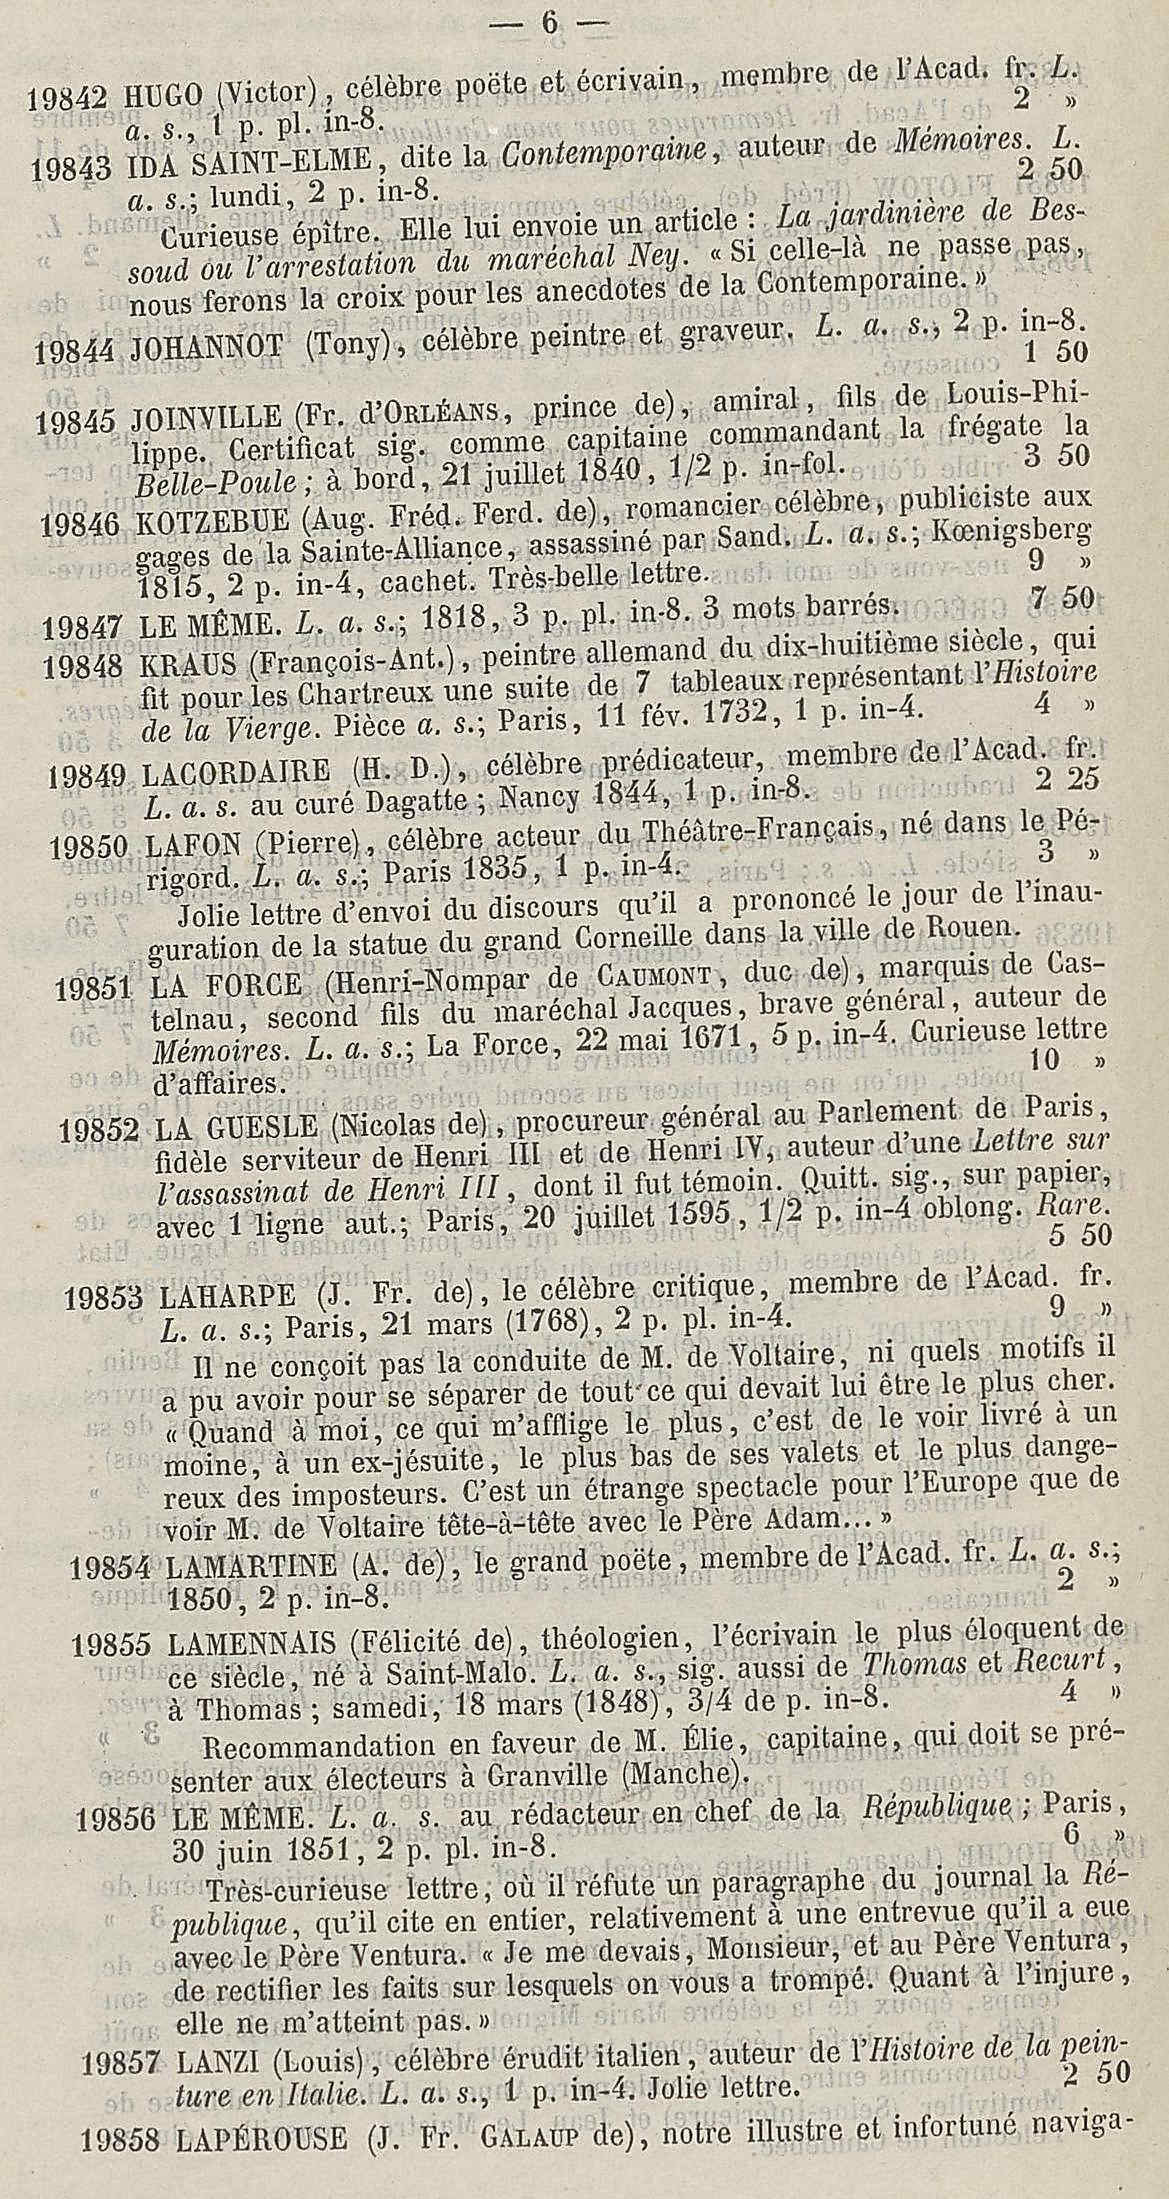 — 6 —
19842 HUGO (Victor), célèbre poëte et écrivain, membre de l'Acad. fr. L.
a. s., 1 p. pl. in-8. 2 »
19843 IDA SAINT-ELME, dite la Contemporaine, auteur de Mémoires. L.
a. s.; lundi, 2 p. in-8. 2 50
Curieuse épître. Elle lui envoie un article : La jardinière de Bes-
soud ou l'arrestation du maréchal Ney. « Si celle-là ne passe pas,
nous ferons la croix pour les anecdotes de la Contemporaine. »
19844 JOHANNOT (Tony), célèbre peintre et graveur. L. a. s., 2 p. in-8.
1 50
19845 JOINVILLE (Fr. d'ORLÉANS, prince de), amiral, fils de Louis-Phi-
lippe. Certificat sig. comme capitaine commandant la frégate la
Belle-Poule; à bord, 21 juillet 1840, 1/2 p. in-fol. 3 50
19846 KOTZEBUE (Aug. Fréd. Ferd. de), romancier célèbre, publiciste aux
gages de la Sainte-Alliance, assassiné par Sand. L. a. s.; Kœnigsberg
1815, 2 p. in-4, cachet. Très-belle lettre. 9 »
19847 LE MÊME. L. a. s.; 1818, 3 p. pl. in-8. 3 mots barrés. 7 50
19848 KRAUS (François-Ant.), peintre allemand du dix-huitième siècle, qui
fit pour les Chartreux une suite de 7 tableaux représentant l'Histoire
de la Vierge. Pièce a. s.; Paris, 11 fév. 1732, 1 p. in-4. 4 »
19849 LACORDAIRE (H. D.), célèbre prédicateur, membre de l'Acad. fr.
L. a. s. au curé Dagatte; Nancy 1844, 1 p. in-8. 2 25
19850 LAFON (Pierre), célèbre acteur du Théâtre-Français, né dans le Pé-
rigord. L. a. s.; Paris 1835, 1 p. in-4. 3 »
Jolie lettre d'envoi du discours qu'il a prononcé le jour de l'inau-
guration de la statue du grand Corneille dans la ville de Rouen.
19851 LA FORCE (Henri-Nompar de CAUMONT, duc de), marquis de Cas-
telnau, second fils du maréchal Jacques, brave général, auteur de
Mémoires. L. a. s.; La Force, 22 mai 1671, 5 p. in-4. Curieuse lettre
d'affaires. 10 »
19852 LA GUESLE (Nicolas de), procureur général au Parlement de Paris,
fidèle serviteur de Henri III et de Henri IV, auteur d'une Lettre sur
l'assassinat de Henri III, dont il fut témoin. Quitt. sig., sur papier,
avec 1 ligne aut.; Paris, 20 juillet 1595, 1/2 p. in-4 oblong. Rare.
5 50
19853 LAHARPE (J. Fr. de), le célèbre critique, membre de l'Acad. fr.
L. a. s.; Paris, 21 mars (1768), 2 p. pl. in-4. 9 »
Il ne conçoit pas la conduite de M. de Voltaire, ni quels motifs il
a pu avoir pour se séparer de tout ce qui devait lui être le plus cher.
« Quand à moi, ce qui m'afflige le plus, c'est de le voir livré à un
moine, à un ex-jésuite, le plus bas de ses valets et le plus dange-
reux des imposteurs. C'est un étrange spectacle pour l'Europe que de
voir M. de Voltaire tête-à-tête avec le Père Adam... »
19854 LAMARTINE (A. de), le grand poëte, membre de l'Acad. fr. L. a. s.;
1850, 2 p. in-8. 2 »
19855 LAMENNAIS (Félicité de), théologien, l'écrivain le plus éloquent de
ce siècle, né à Saint-Malo. L. a. s., sig. aussi de Thomas et Recurt,
à Thomas; samedi, 18 mars (1848), 3/4 de p. in-8. 4 »
Recommandation en faveur de M. Élie, capitaine, qui doit se pré-
senter aux électeurs à Granville (Manche).
19856 LE MÊME. L. a. s. au rédacteur en chef de la République; Paris,
30 juin 1851, 2 p. pl. in-8. 6 »
Très-curieuse lettre, où il réfute un paragraphe du journal la Ré-
publique, qu'il cite en entier, relativement à une entrevue qu'il a eue
avec le Père Ventura. « Je me devais, Monsieur, et au Père Ventura,
de rectifier les faits sur lesquels on vous a trompé. Quant à l'injure,
elle ne m'atteint pas. »
19857 LANZI (Louis), célèbre érudit italien, auteur de l'Histoire de la pein-
ture en Italie. L. a. s., 1 p. in-4. Jolie lettre. 2 50
19858 LAPÉROUSE (J. Fr. GALAUP de), notre illustre et infortuné naviga-